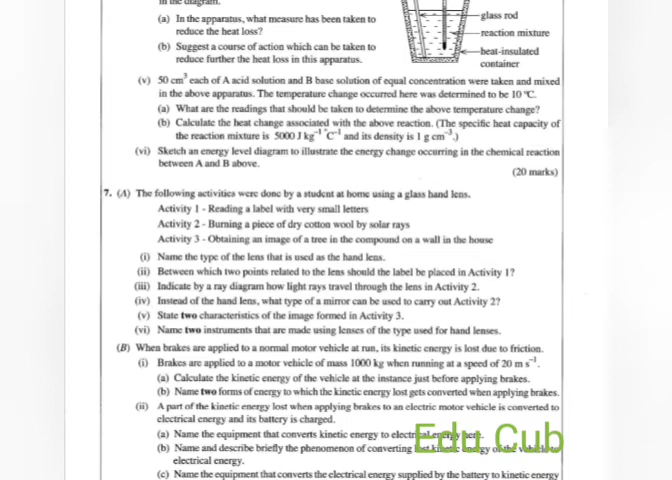 in the diagram.
(a) In the apparatus, what measure has been taken to
reduce the heat loss?
(b) Suggest a course of action which can be taken to
reduce further the heat loss in this apparatus.
glass rod
reaction mixture
heat-insulated
container
(v) 50 cm³ each of A acid solution and B base solution of equal concentration were taken and mixed
in the above apparatus. The temperature change occurred here was determined to be 10 °C.
(a) What are the readings that should be taken to determine the above temperature change?
(b) Calculate the heat change associated with the above reaction. (The specific heat capacity of
the reaction mixture is 5000 J kg⁻¹ °C⁻¹ and its density is 1 g cm⁻³.)
(vi) Sketch an energy level diagram to illustrate the energy change occurring in the chemical reaction
between A and B above.
(20 marks)
7. (A) The following activities were done by a student at home using a glass hand lens.
Activity 1 - Reading a label with very small letters
Activity 2 - Burning a piece of dry cotton wool by solar rays
Activity 3 - Obtaining an image of a tree in the compound on a wall in the house
(i) Name the type of the lens that is used as the hand lens.
(ii) Between which two points related to the lens should the label be placed in Activity 1?
(iii) Indicate by a ray diagram how light rays travel through the lens in Activity 2.
(iv) Instead of the hand lens, what type of a mirror can be used to carry out Activity 2?
(v) State two characteristics of the image formed in Activity 3.
(vi) Name two instruments that are made using lenses of the type used for hand lenses.
(B) When brakes are applied to a normal motor vehicle at run, its kinetic energy is lost due to friction.
(i) Brakes are applied to a motor vehicle of mass 1000 kg when running at a speed of 20 m s⁻¹.
(a) Calculate the kinetic energy of the vehicle at the instance just before applying brakes.
(b) Name two forms of energy to which the kinetic energy lost gets converted when applying brakes.
(ii) A part of the kinetic energy lost when applying brakes to an electric motor vehicle is converted to
electrical energy and its battery is charged.
(a) Name the equipment that converts kinetic energy to electrical energy here.
(b) Name and describe briefly the phenomenon of converting lost kinetic energy of the vehicle to
electrical energy.
(c) Name the equipment that converts the electrical energy supplied by the battery to kinetic energy
Edu Cub